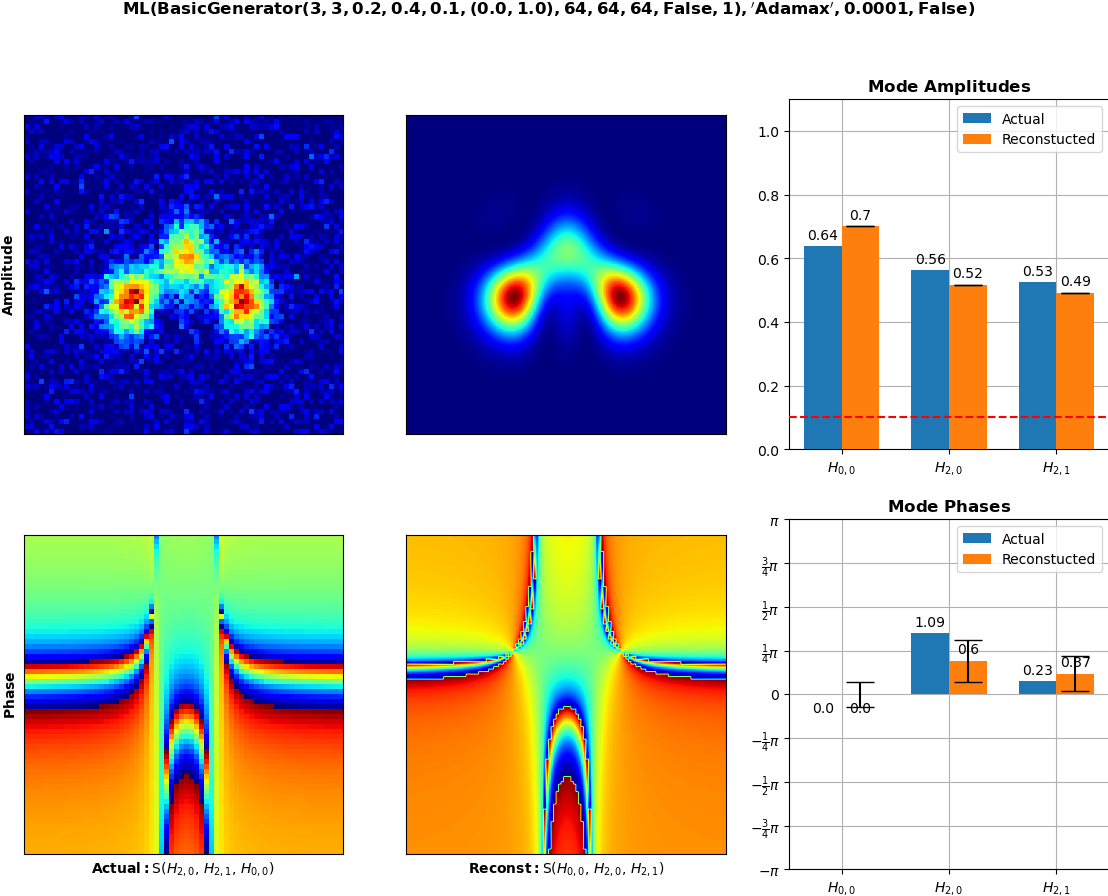 ML(BasicGenerator(3, 3, 0.2, 0.4, 0.1, (0.0, 1.0), 64, 64, 64, False, 1), ′Adamax′, 0.0001, False)
Amplitude
Mode Amplitudes
Actual
Reconstucted
1.0
0.8
0.6
0.4
0.2
0.0
0.64
0.7
0.56
0.52
0.53
0.49
H0,0
H2,0
H2,1
Phase
Actual: S(H2,0, H2,1, H0,0)
Reconst: S(H0,0, H2,0, H2,1)
Mode Phases
Actual
Reconstucted
π
3/4π
1/2π
1/4π
0
−1/4π
−1/2π
−3/4π
−π
0.0
0.0
1.09
0.6
0.23
0.37
H0,0
H2,0
H2,1